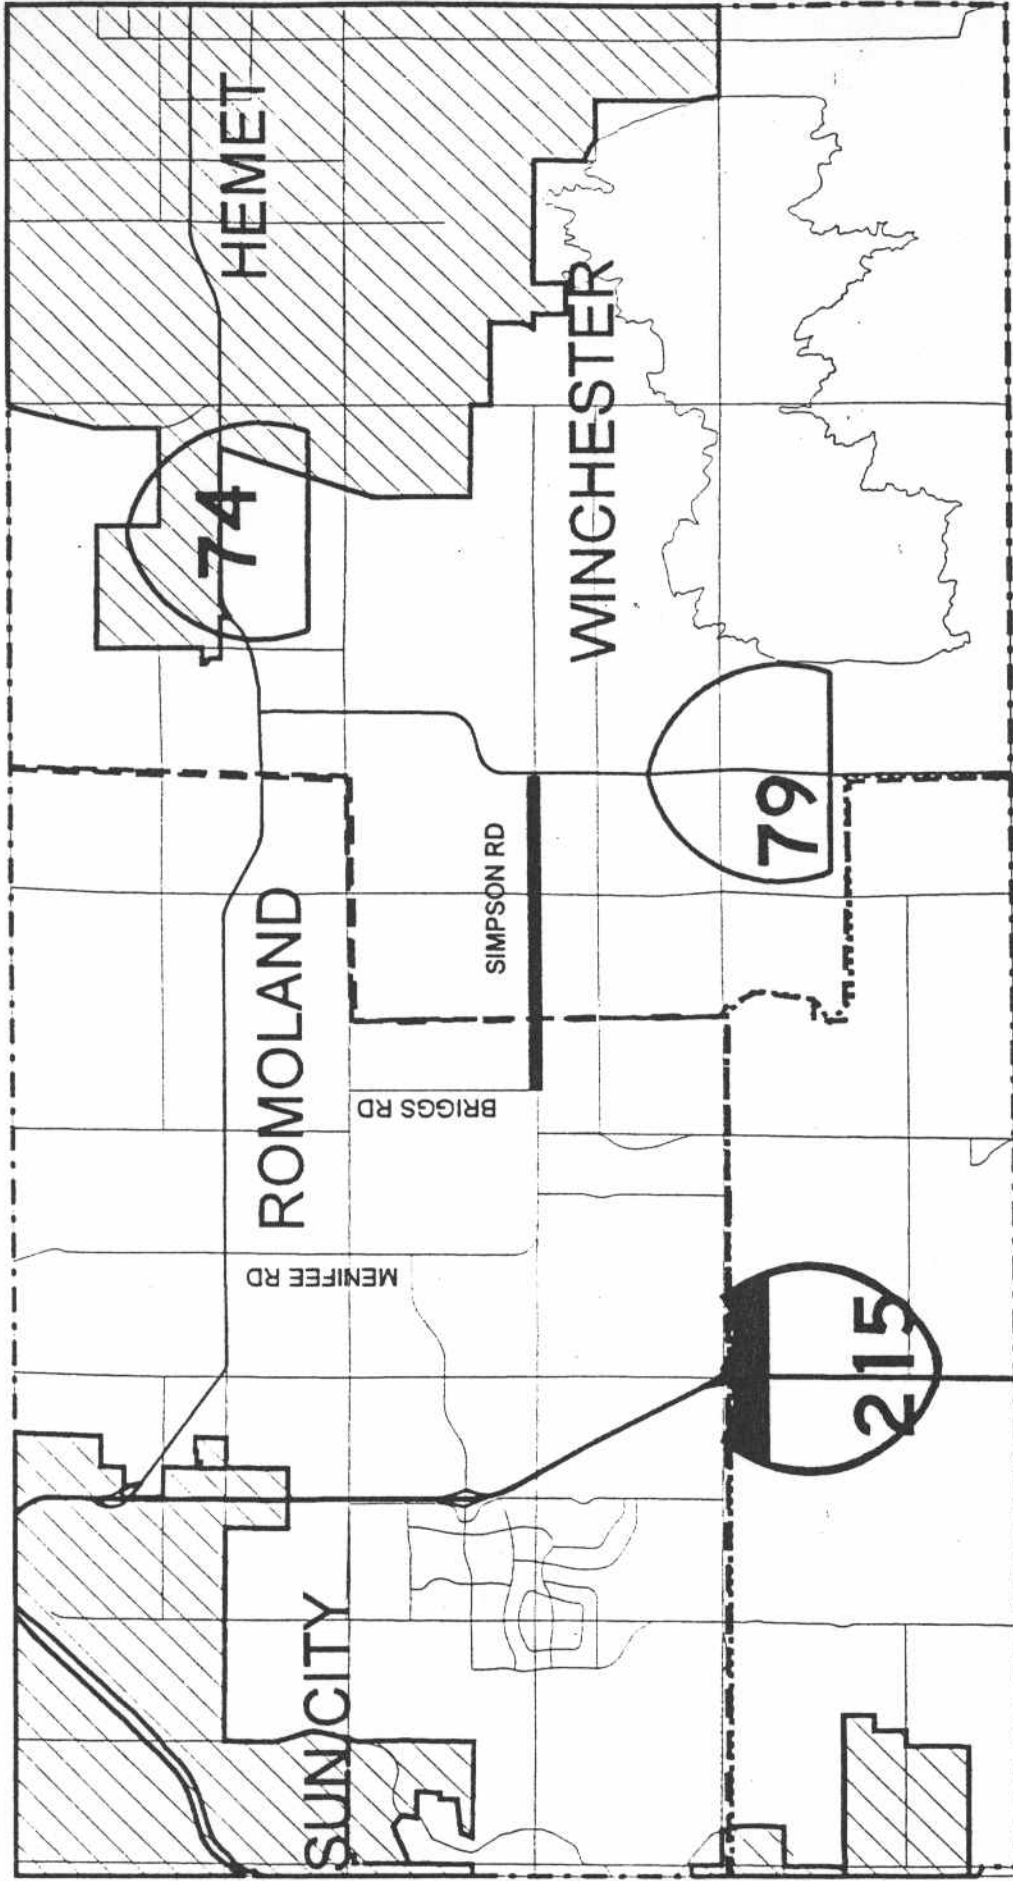 HEMET
74
ROMOLAND
WINCHESTER
SIMPSON RD
79
BRIGGS RD
MENIFEE RD
215
SUN CITY